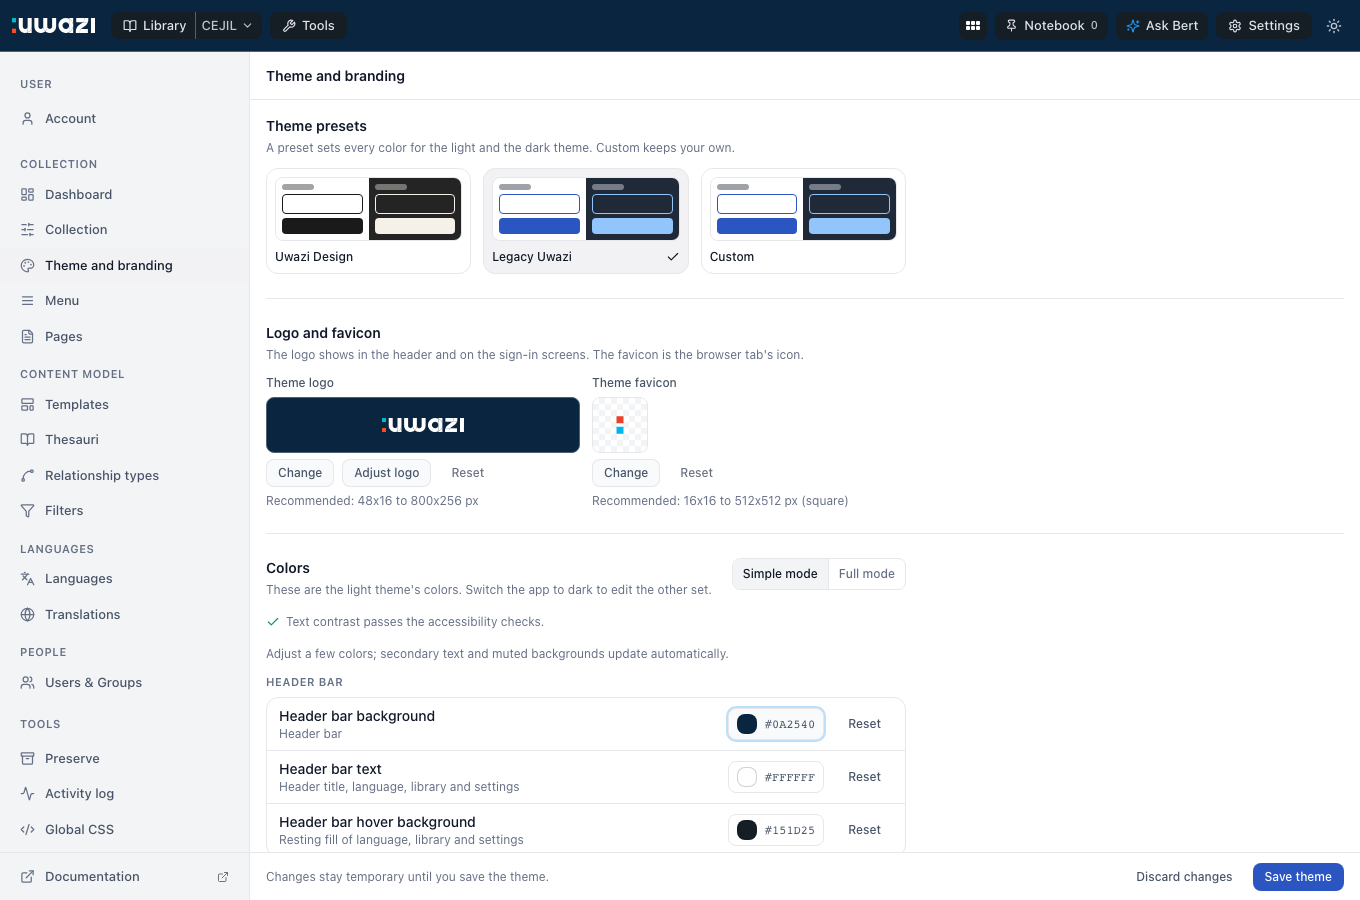 :uwazi
Library
CEJIL
Tools
Notebook 0
Ask Bert
Settings
USER
Account
COLLECTION
Dashboard
Collection
Theme and branding
Menu
Pages
CONTENT MODEL
Templates
Thesauri
Relationship types
Filters
LANGUAGES
Languages
Translations
PEOPLE
Users & Groups
TOOLS
Preserve
Activity log
Global CSS
Documentation
Theme and branding
Theme presets
A preset sets every color for the light and the dark theme. Custom keeps your own.
Uwazi Design
Legacy Uwazi
Custom
Logo and favicon
The logo shows in the header and on the sign-in screens. The favicon is the browser tab's icon.
Theme logo
Theme favicon
:uwazi
Change
Adjust logo
Reset
Change
Reset
Recommended: 48x16 to 800x256 px
Recommended: 16x16 to 512x512 px (square)
Colors
Simple mode
Full mode
These are the light theme's colors. Switch the app to dark to edit the other set.
Text contrast passes the accessibility checks.
Adjust a few colors; secondary text and muted backgrounds update automatically.
HEADER BAR
Header bar background
Header bar
#0A2540
Reset
Header bar text
Header title, language, library and settings
#FFFFFF
Reset
Header bar hover background
Resting fill of language, library and settings
#151D25
Reset
Changes stay temporary until you save the theme.
Discard changes
Save theme